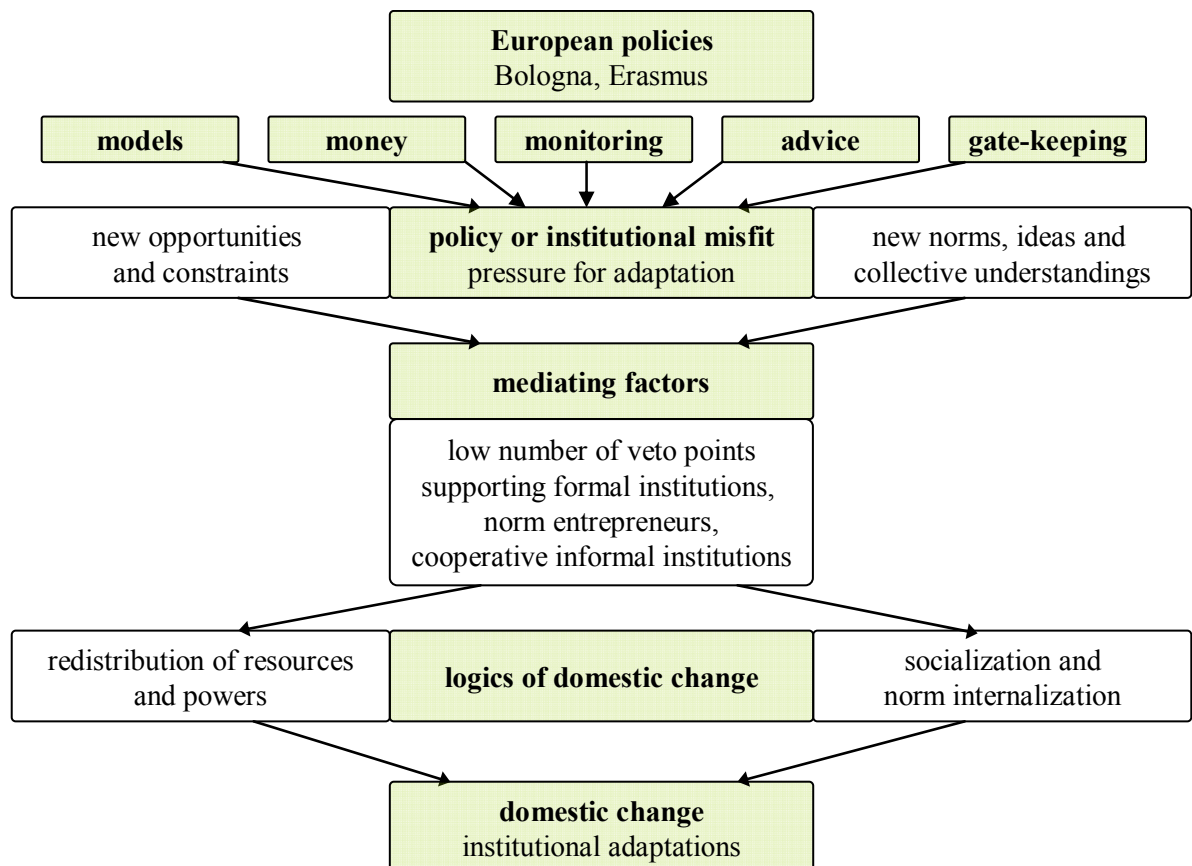 European policies
Bologna, Erasmus
models
money
monitoring
advice
gate-keeping
new opportunities
and constraints
policy or institutional misfit
pressure for adaptation
new norms, ideas and
collective understandings
mediating factors
low number of veto points
supporting formal institutions,
norm entrepreneurs,
cooperative informal institutions
redistribution of resources
and powers
logics of domestic change
socialization and
norm internalization
domestic change
institutional adaptations